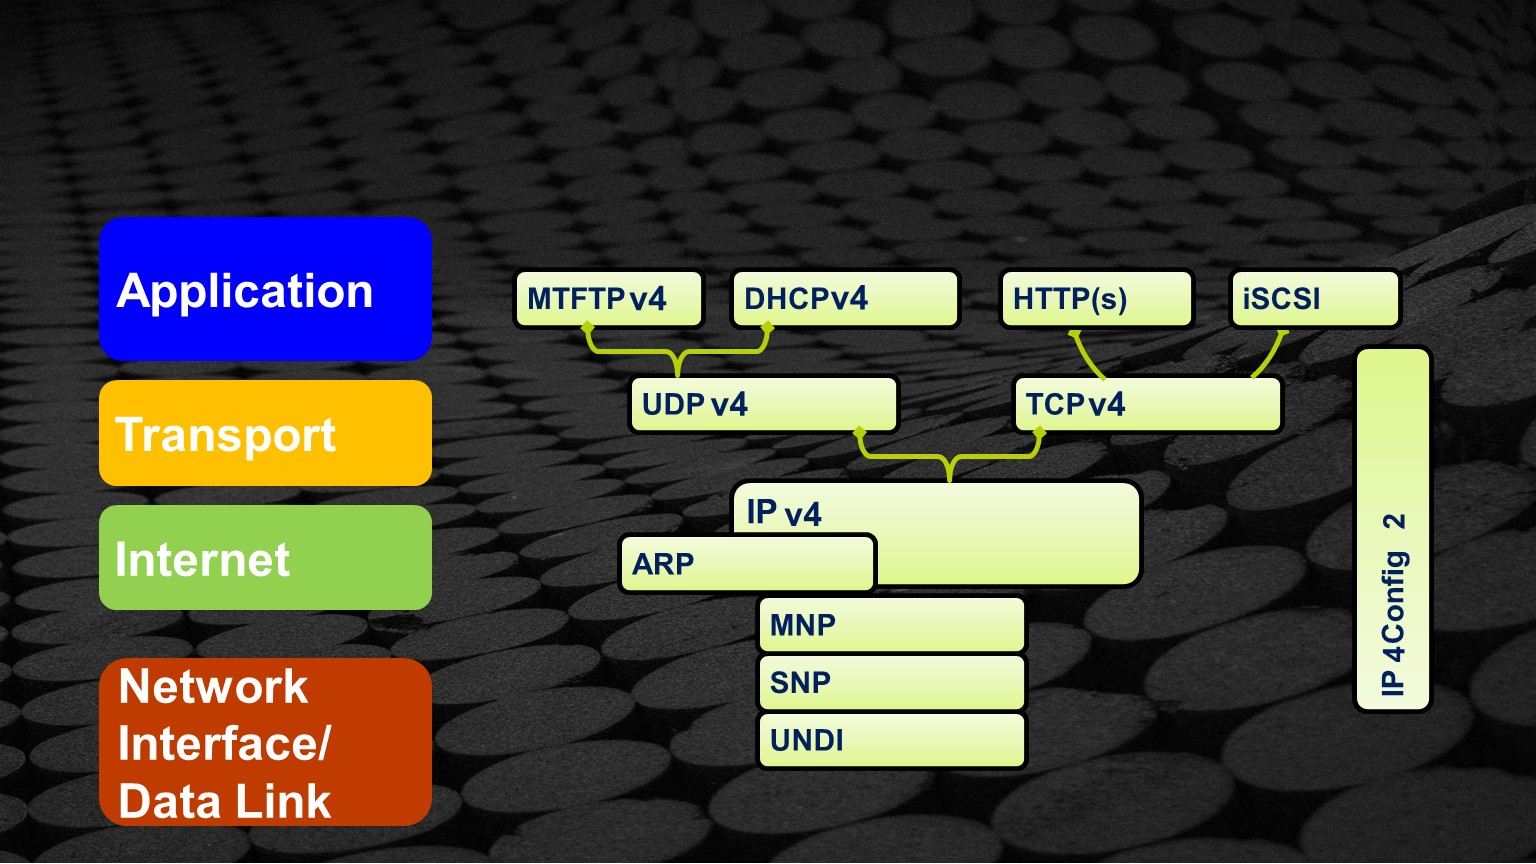 Application
MTFTP v4
DHCPv4
HTTP(s)
iSCSI
Transport
UDP v4
TCP v4
Internet
IP v4
ARP
MNP
SNP
UNDI
Network
Interface/
Data Link
IP 4Config 2